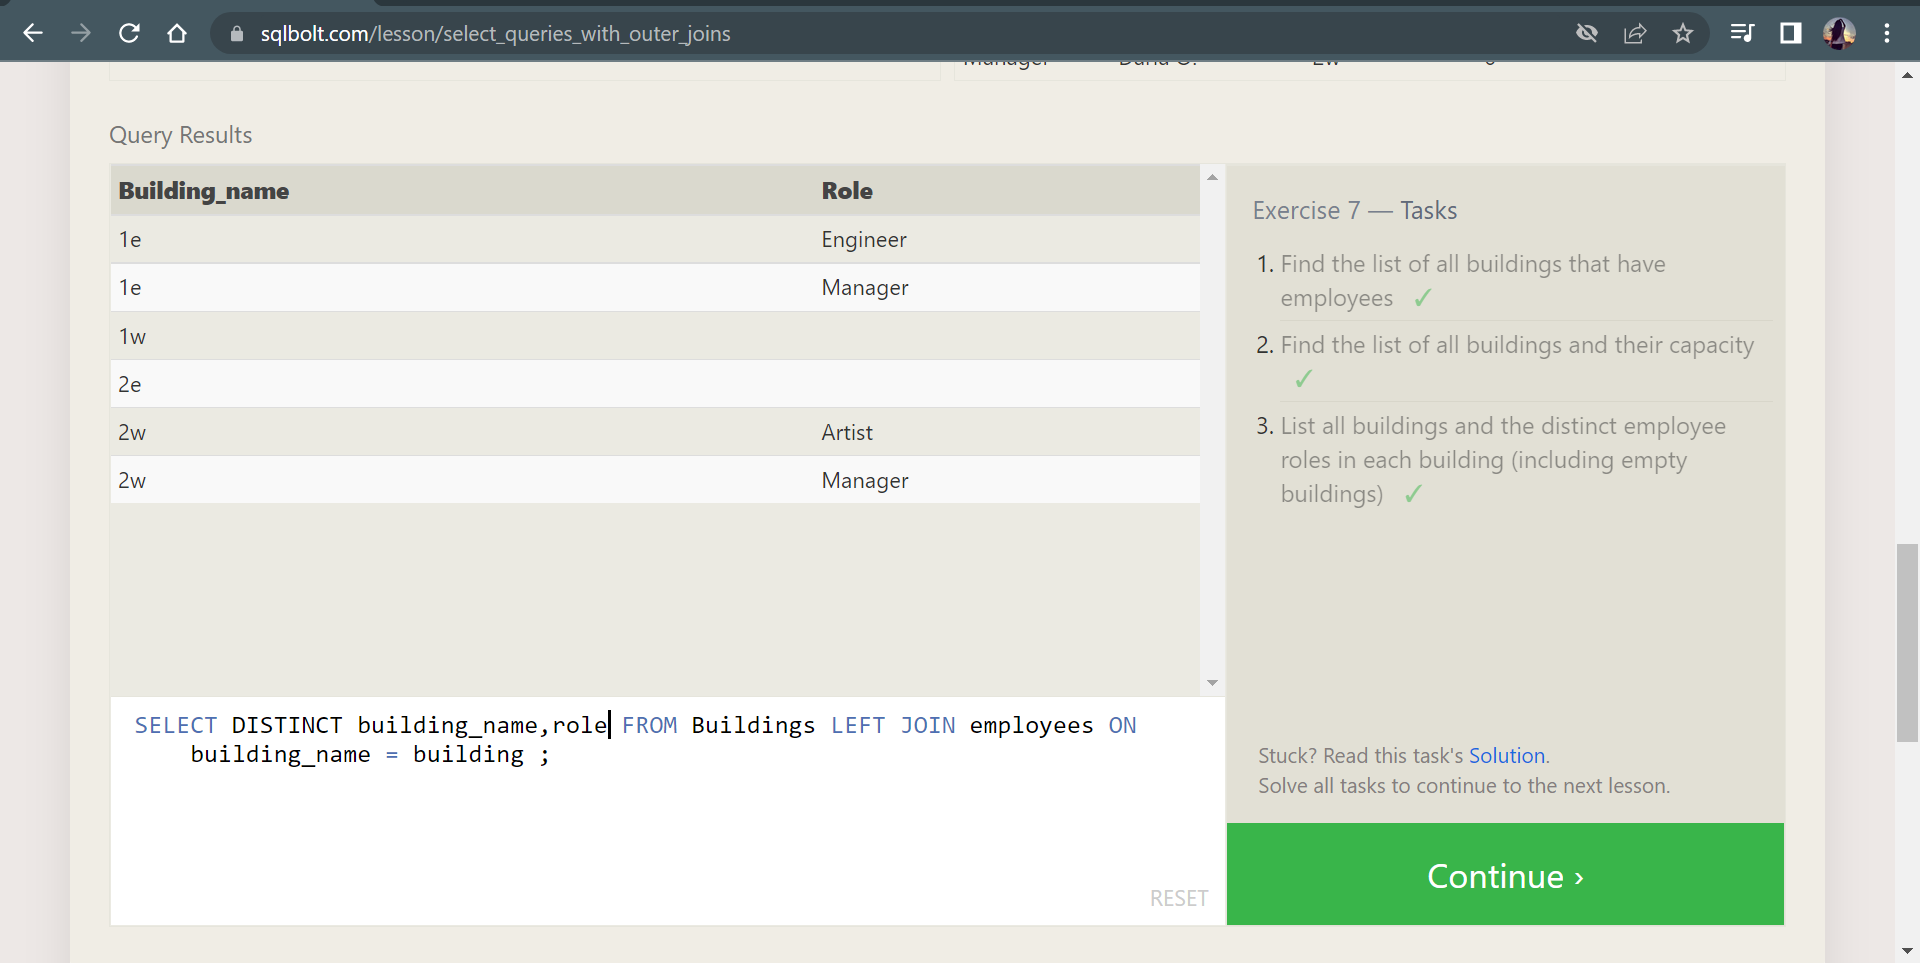 sqlbolt.com/lesson/select_queries_with_outer_joins
Query Results
Building_name Role
1e Engineer
1e Manager
1w
2e
2w Artist
2w Manager
SELECT DISTINCT building_name,role FROM Buildings LEFT JOIN employees ON
building_name = building ;
RESET
Exercise 7 — Tasks
1. Find the list of all buildings that have
employees ✓
2. Find the list of all buildings and their capacity
✓
3. List all buildings and the distinct employee
roles in each building (including empty
buildings) ✓
Stuck? Read this task's Solution.
Solve all tasks to continue to the next lesson.
Continue ›